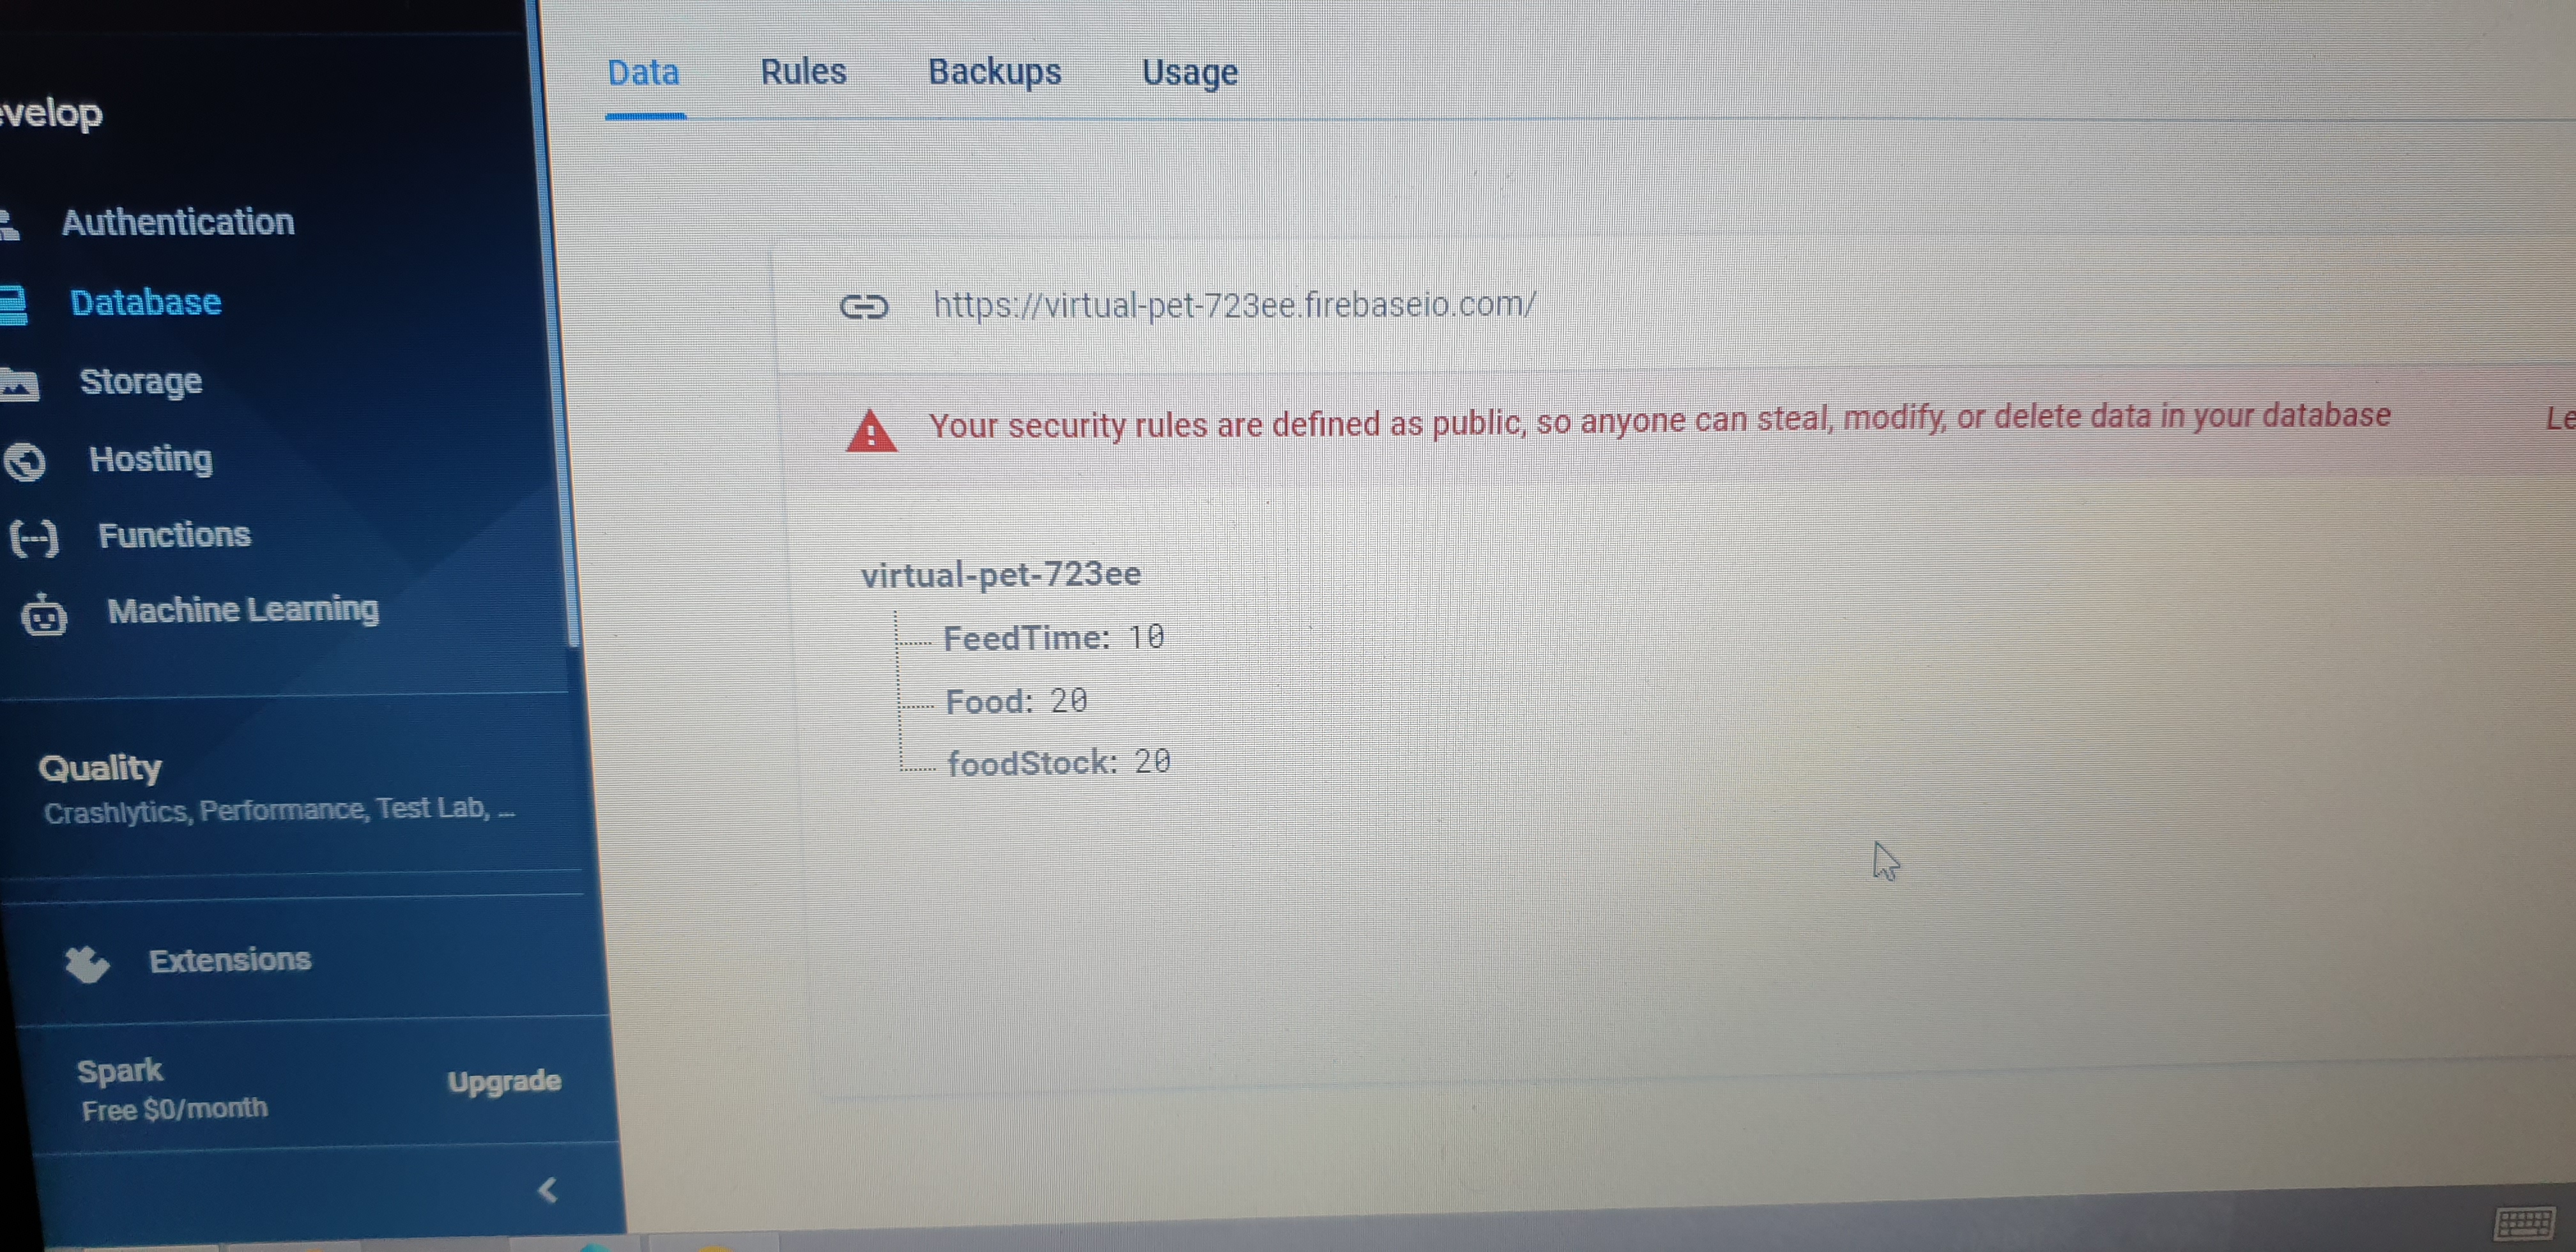 Data Rules Backups Usage
velop
Authentication
Database
Storage
Hosting
Functions
Machine Learning
Quality
Crashlytics, Performance, Test Lab, ...
Extensions
Spark
Free $0/month
Upgrade
https://virtual-pet-723ee.firebaseio.com/
Your security rules are defined as public, so anyone can steal, modify, or delete data in your database
Le
virtual-pet-723ee
FeedTime: 10
Food: 20
foodStock: 20